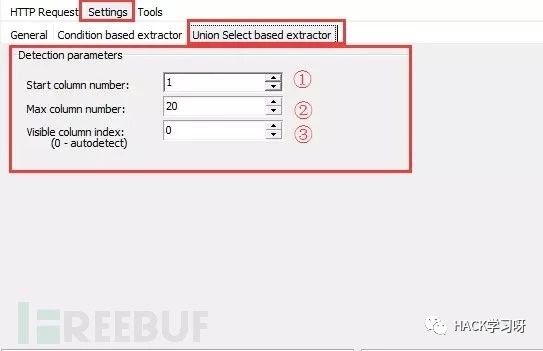 HTTP Request Settings Tools
General Condition based extractor Union Select based extractor
Detection parameters
Start column number: 1 ①
Max column number: 20 ②
Visible column index: 0 ③
(0 - autodetect)
FREEBUF
HACK学习呀